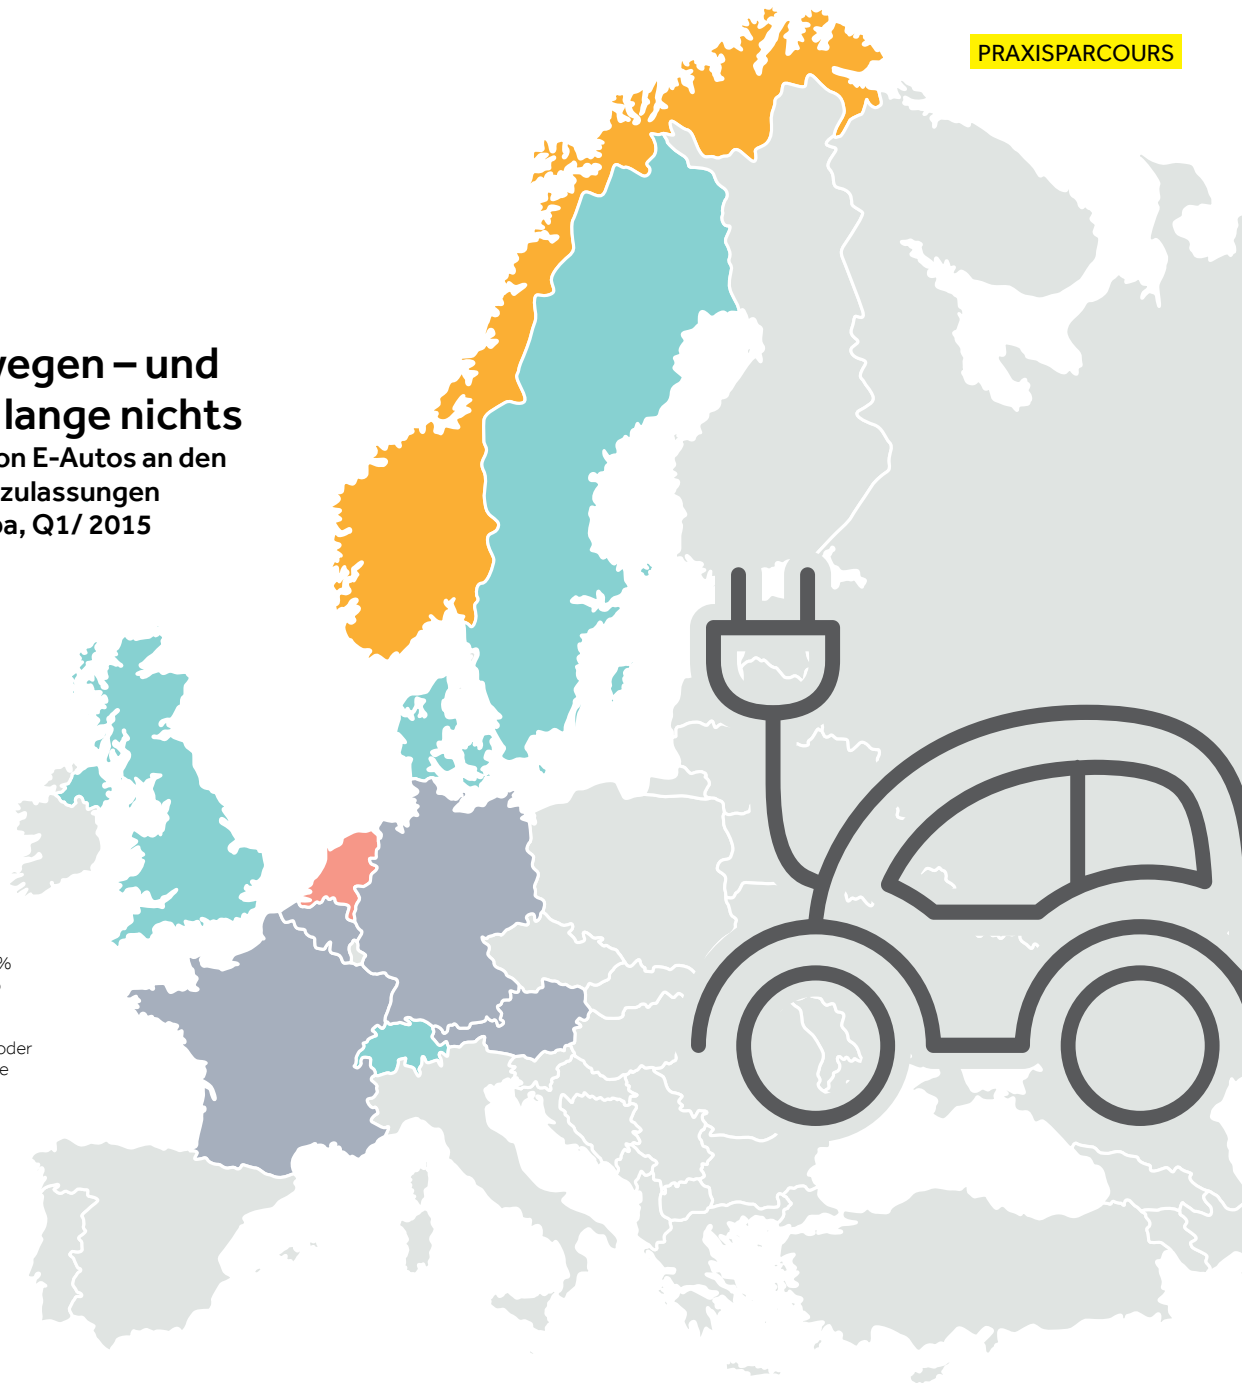 PRAXISPARCOURS
wegen – und
lange nichts
on E-Autos an den
zulassungen
pa, Q1/ 2015
%
oder
e